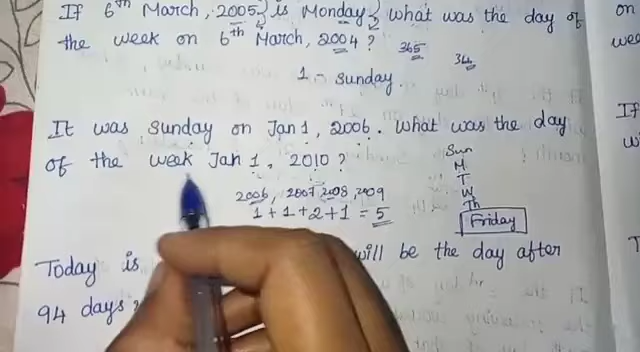 If 6th March, 2005, is Monday, what was the day of
the week on 6th March, 2004 ?
365
1 - Sunday.
It was Sunday on Jan 1, 2006. What was the day
of the week Jan 1, 2010 ?
Sun
M
T
W
Th
Friday
2006, 2007, 2008, 2009
1 + 1 + 2 + 1 = 5
Today is will be the day after
94 days